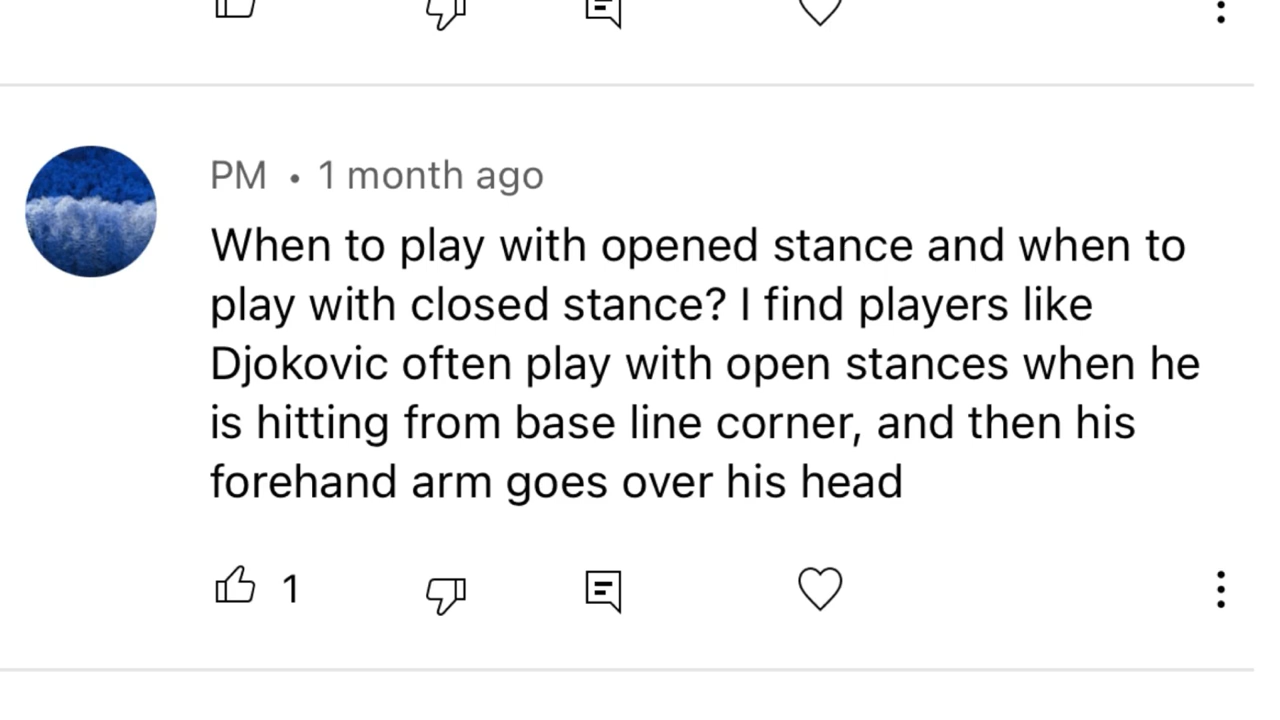 PM • 1 month ago
When to play with opened stance and when to
play with closed stance? I find players like
Djokovic often play with open stances when he
is hitting from base line corner, and then his
forehand arm goes over his head
1